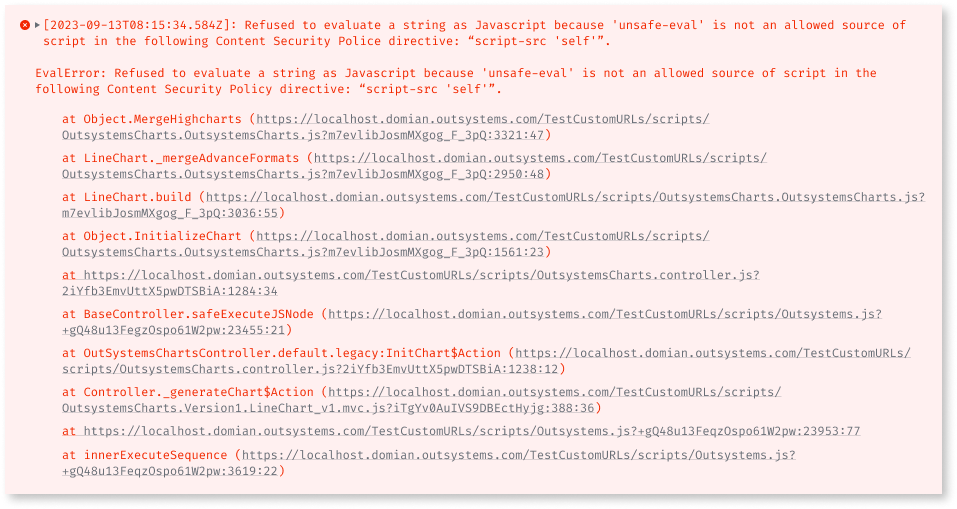 [2023-09-13T08:15:34.584Z]: Refused to evaluate a string as Javascript because 'unsafe-eval' is not an allowed source of
script in the following Content Security Police directive: “script-src 'self'”.
EvalError: Refused to evaluate a string as Javascript because 'unsafe-eval' is not an allowed source of script in the
following Content Security Policy directive: “script-src 'self'”.
at Object.MergeHighcharts (https://localhost.domian.outsystems.com/TestCustomURLs/scripts/
OutsystemsCharts.OutsystemsCharts.js?m7evlibJosmMXgog_F_3pQ:3321:47)
at LineChart._mergeAdvanceFormats (https://localhost.domian.outsystems.com/TestCustomURLs/scripts/
OutsystemsCharts.OutsystemsCharts.js?m7evlibJosmMXgog_F_3pQ:2950:48)
at LineChart.build (https://localhost.domian.outsystems.com/TestCustomURLs/scripts/OutsystemsCharts.OutsystemsCharts.js?
m7evlibJosmMXgog_F_3pQ:3036:55)
at Object.InitializeChart (https://localhost.domian.outsystems.com/TestCustomURLs/scripts/
OutsystemsCharts.OutsystemsCharts.js?m7evlibJosmMXgog_F_3pQ:1561:23)
at https://localhost.domian.outsystems.com/TestCustomURLs/scripts/OutsystemsCharts.controller.js?
2iYfb3EmvUttX5pwDTSBiA:1284:34
at BaseController.safeExecuteJSNode (https://localhost.domian.outsystems.com/TestCustomURLs/scripts/Outsystems.js?
+gQ48u13FegzOspo61W2pw:23455:21)
at OutSystemsChartsController.default.legacy:InitChart$Action (https://localhost.domian.outsystems.com/TestCustomURLs/
scripts/OutsystemsCharts.controller.js?2iYfb3EmvUttX5pwDTSBiA:1238:12)
at Controller._generateChart$Action (https://localhost.domian.outsystems.com/TestCustomURLs/scripts/
OutsystemsCharts.Version1.LineChart_v1.mvc.js?iTgYv0AuIVS9DBEctHyjg:388:36)
at https://localhost.domian.outsystems.com/TestCustomURLs/scripts/Outsystems.js?+gQ48u13FeqzOspo61W2pw:23953:77
at innerExecuteSequence (https://localhost.domian.outsystems.com/TestCustomURLs/scripts/Outsystems.js?
+gQ48u13FeqzOspo61W2pw:3619:22)